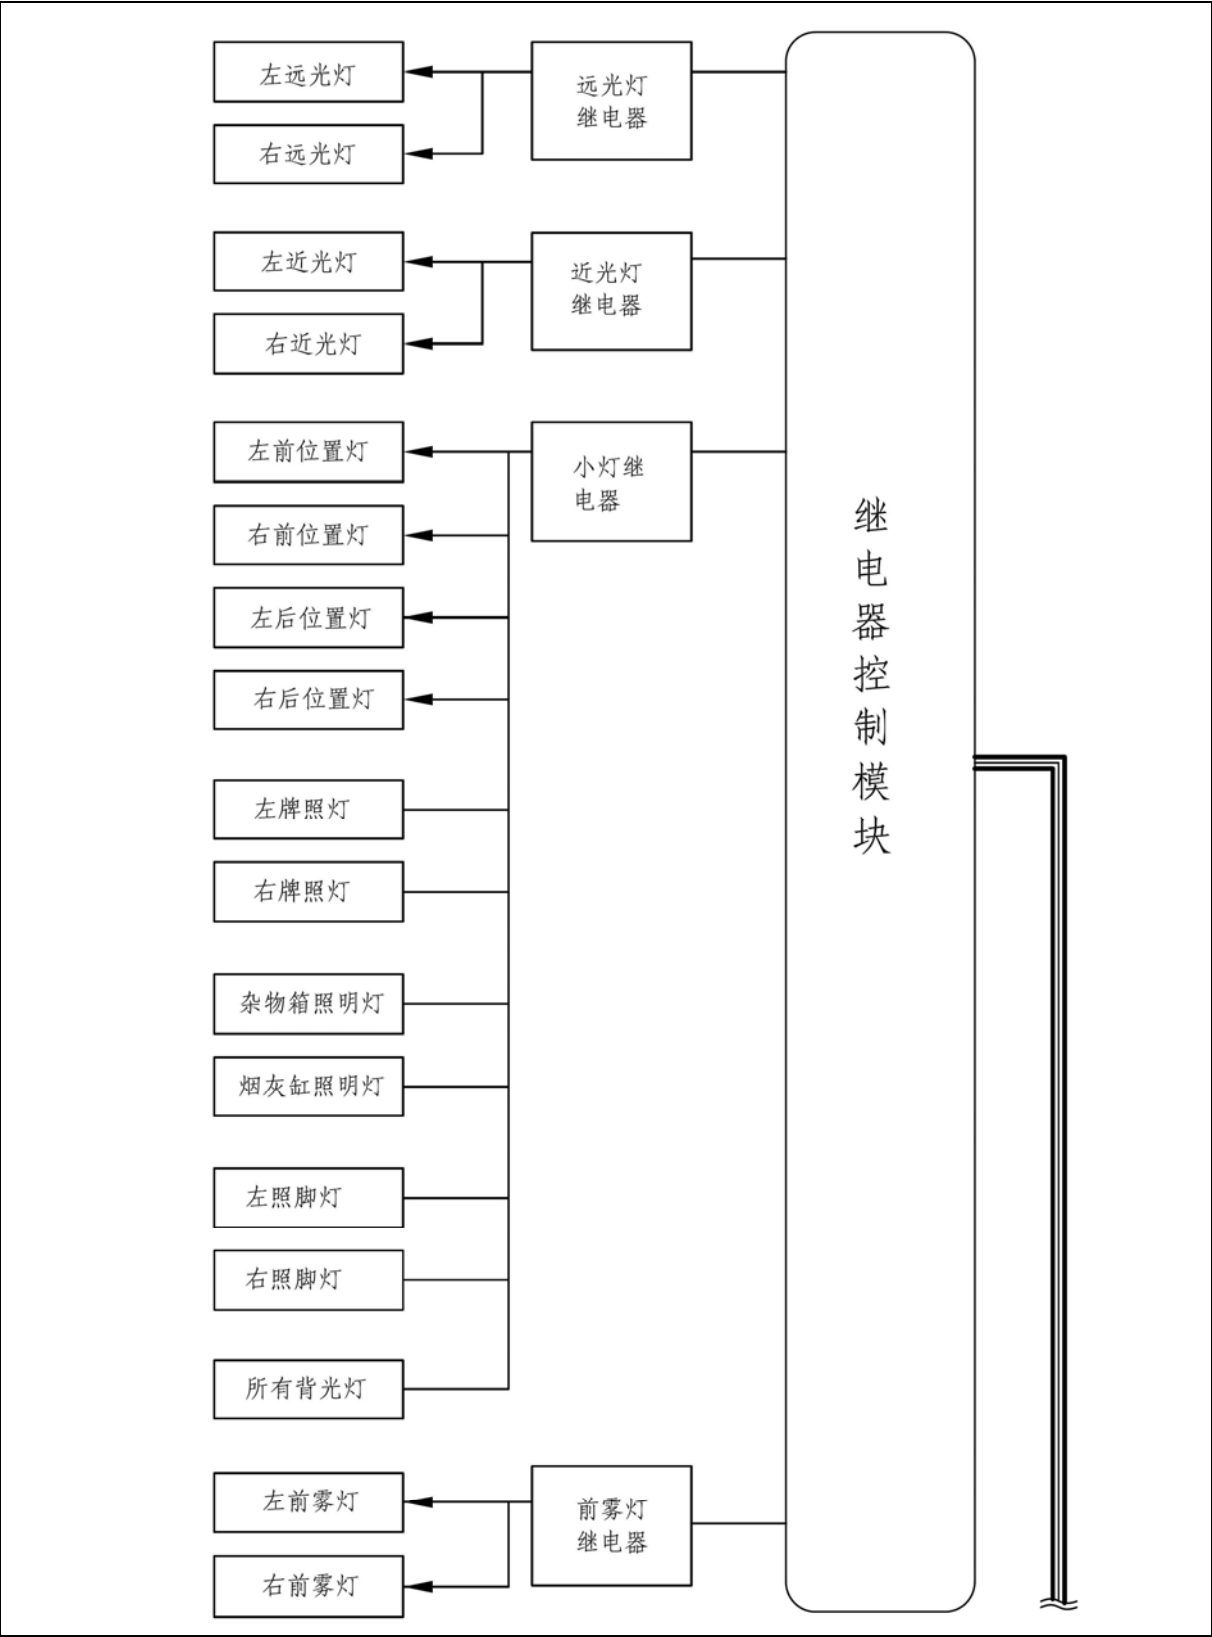 左远光灯
右远光灯
远光灯
继电器
左近光灯
右近光灯
近光灯
继电器
左前位置灯
右前位置灯
左后位置灯
右后位置灯
小灯继
电器
左牌照灯
右牌照灯
杂物箱照明灯
烟灰缸照明灯
左照脚灯
右照脚灯
所有背光灯
左前雾灯
右前雾灯
前雾灯
继电器
继电器控制模块